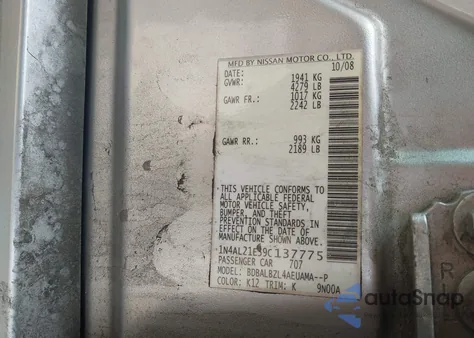 MFD BY NISSAN MOTOR CO., LTD.
DATE: 10/08
GVWR: 1941 KG
4279 LB
GAWR FR.: 1017 KG
2242 LB
GAWR RR.: 993 KG
2189 LB
*THIS VEHICLE CONFORMS TO
ALL APPLICABLE FEDERAL
MOTOR VEHICLE SAFETY,
BUMPER, AND THEFT
PREVENTION STANDARDS
IN EFFECT ON THE DATE OF
MANUFACTURE SHOWN ABOVE.*
1N4AL21E39C137775
PASSENGER CAR 707
MODEL: BDBALBZL4AEUAMA--P
COLOR: K12 TRIM: K 9N00A
R
autoSnap